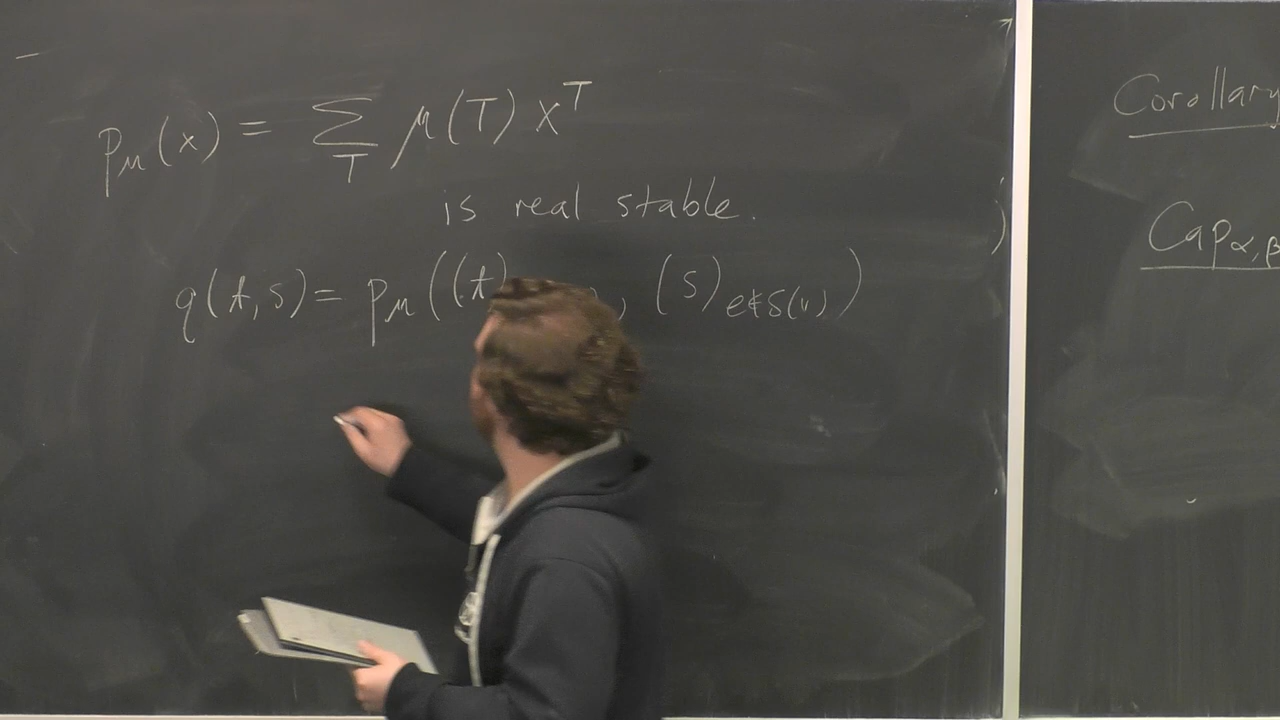 p_μ(x) = Σ_T μ(T) x^T
is real stable.
q(t,s) = p_μ((t) , (s)_{e∉δ(v)})
Corollary
Cap_{α,β}